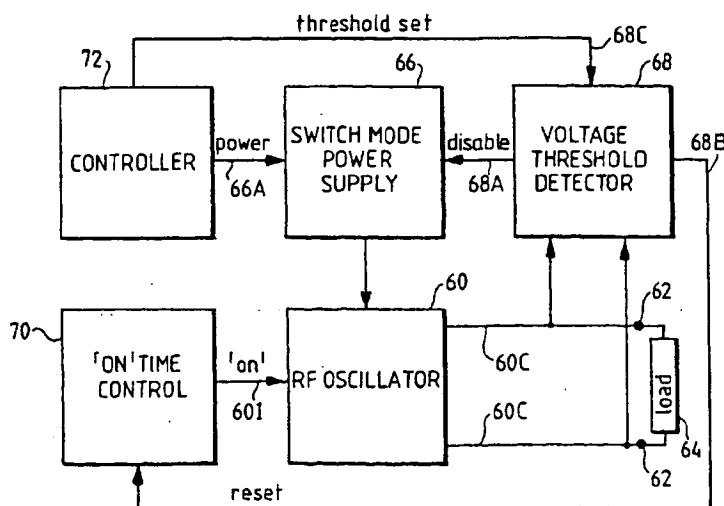 threshold set
72
66
68C
68
CONTROLLER
power
66A
SWITCH MODE
POWER
SUPPLY
disable
68A
VOLTAGE
THRESHOLD
DETECTOR
68B
70
'ON' TIME
CONTROL
'on'
60I
60
RF OSCILLATOR
60C
60C
62
load
64
62
reset